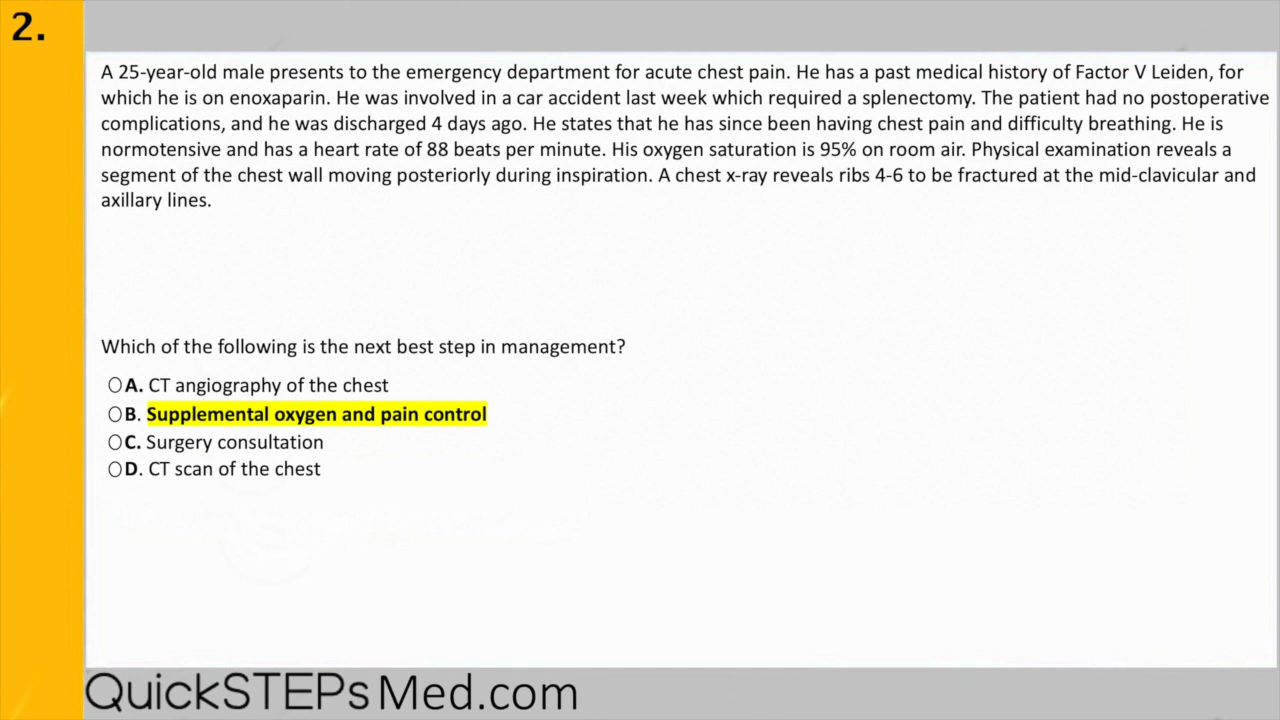 2.
A 25-year-old male presents to the emergency department for acute chest pain. He has a past medical history of Factor V Leiden, for
which he is on enoxaparin. He was involved in a car accident last week which required a splenectomy. The patient had no postoperative
complications, and he was discharged 4 days ago. He states that he has since been having chest pain and difficulty breathing. He is
normotensive and has a heart rate of 88 beats per minute. His oxygen saturation is 95% on room air. Physical examination reveals a
segment of the chest wall moving posteriorly during inspiration. A chest x-ray reveals ribs 4-6 to be fractured at the mid-clavicular and
axillary lines.
Which of the following is the next best step in management?
A. CT angiography of the chest
B. Supplemental oxygen and pain control
C. Surgery consultation
D. CT scan of the chest
QuickSTEPsMed.com